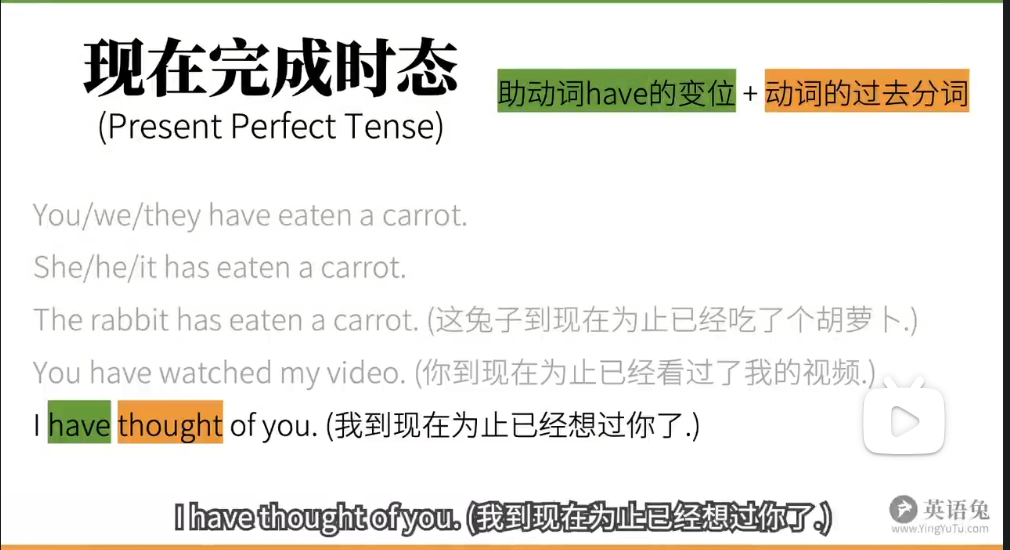 现在完成时态
(Present Perfect Tense)
助动词have的变位 + 动词的过去分词
You/we/they have eaten a carrot.
She/he/it has eaten a carrot.
The rabbit has eaten a carrot. (这兔子到现在为止已经吃了个胡萝卜.)
You have watched my video. (你到现在为止已经看过了我的视频.)
I have thought of you. (我到现在为止已经想过你了.)
I have thought of you. (我到现在为止已经想过你了.)
英语兔
www.YingYuTu.com